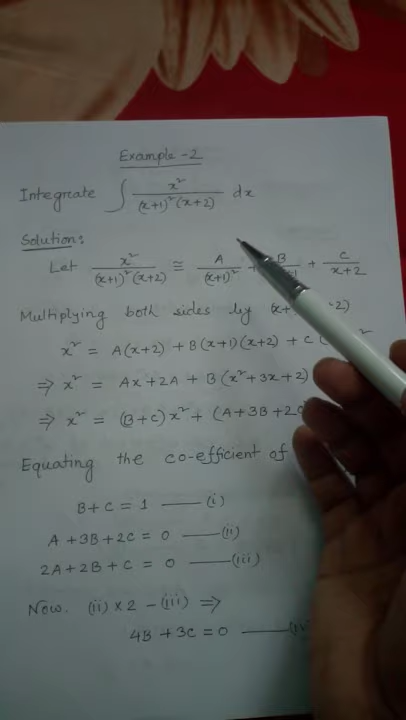 Example-2
Integrate ∫ x²/(x+1)²(x+2) dx
Solution:
Let x²/(x+1)²(x+2) ≅ A/(x+1)² + B/ + C/x+2
Multiplying both sides by (x+ -2)
x² = A(x+2) + B(x+1)(x+2) + C( ²
⇒ x² = Ax+2A + B(x²+3x+2)
⇒ x² = (B+C)x² + (A+3B+2c
Equating the co-efficient of
B+C = 1 —— (i)
A+3B+2C = 0 —— (ii)
2A+2B+C = 0 —— (iii)
Now. (ii) × 2 - (iii) ⇒
4B + 3C = 0 ——